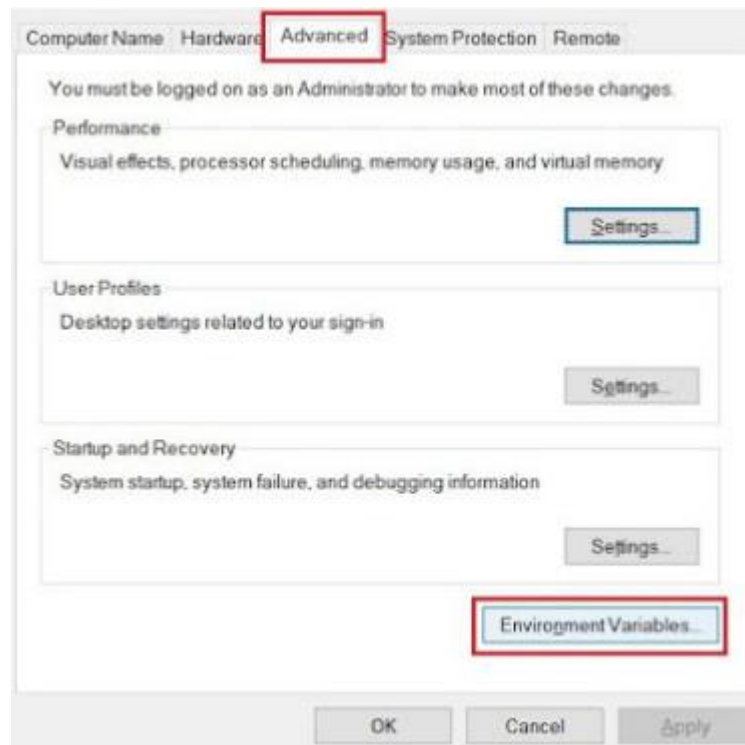 Computer Name Hardware Advanced System Protection Remote
You must be logged on as an Administrator to make most of these changes.
Performance
Visual effects, processor scheduling, memory usage, and virtual memory
Settings...
User Profiles
Desktop settings related to your sign-in
Settings...
Startup and Recovery
System startup, system failure, and debugging information
Settings...
Environment Variables...
OK Cancel Apply